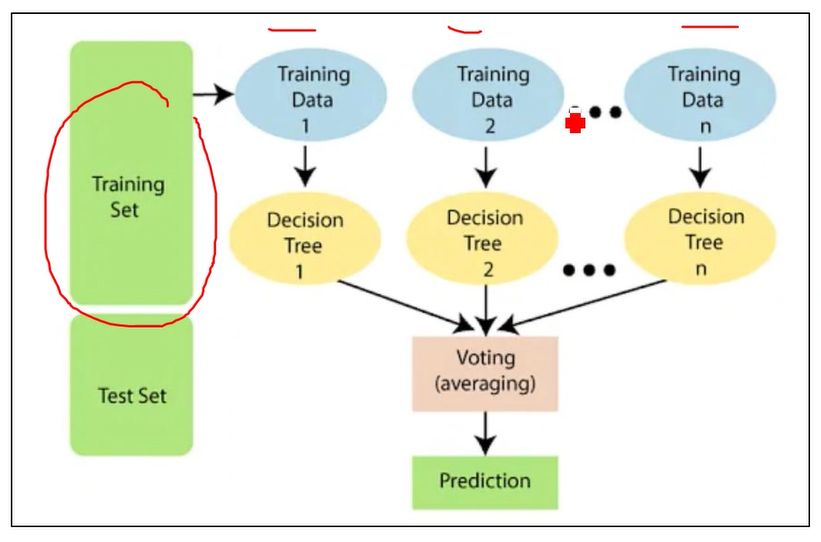 Training
Set
Test Set
Training
Data
1
Training
Data
2
Training
Data
n
Decision
Tree
1
Decision
Tree
2
Decision
Tree
n
Voting
(averaging)
Prediction